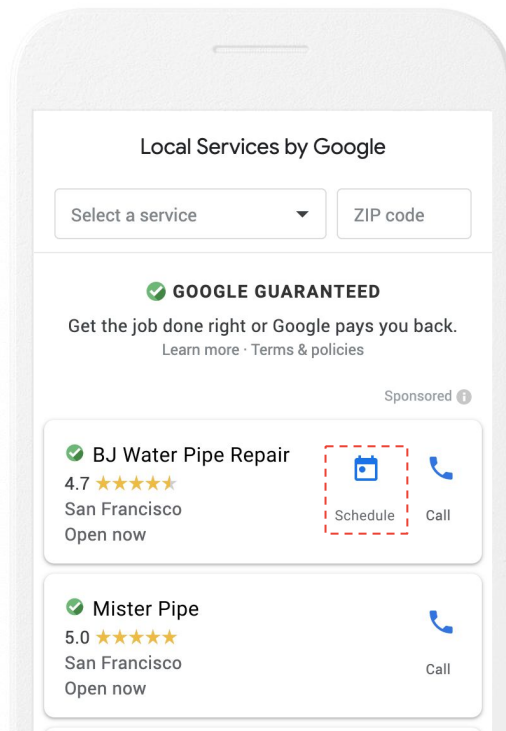 Local Services by Google
Select a service
ZIP code
GOOGLE GUARANTEED
Get the job done right or Google pays you back.
Learn more · Terms & policies
Sponsored
BJ Water Pipe Repair
4.7
San Francisco
Open now
Schedule
Call
Mister Pipe
5.0
San Francisco
Open now
Call